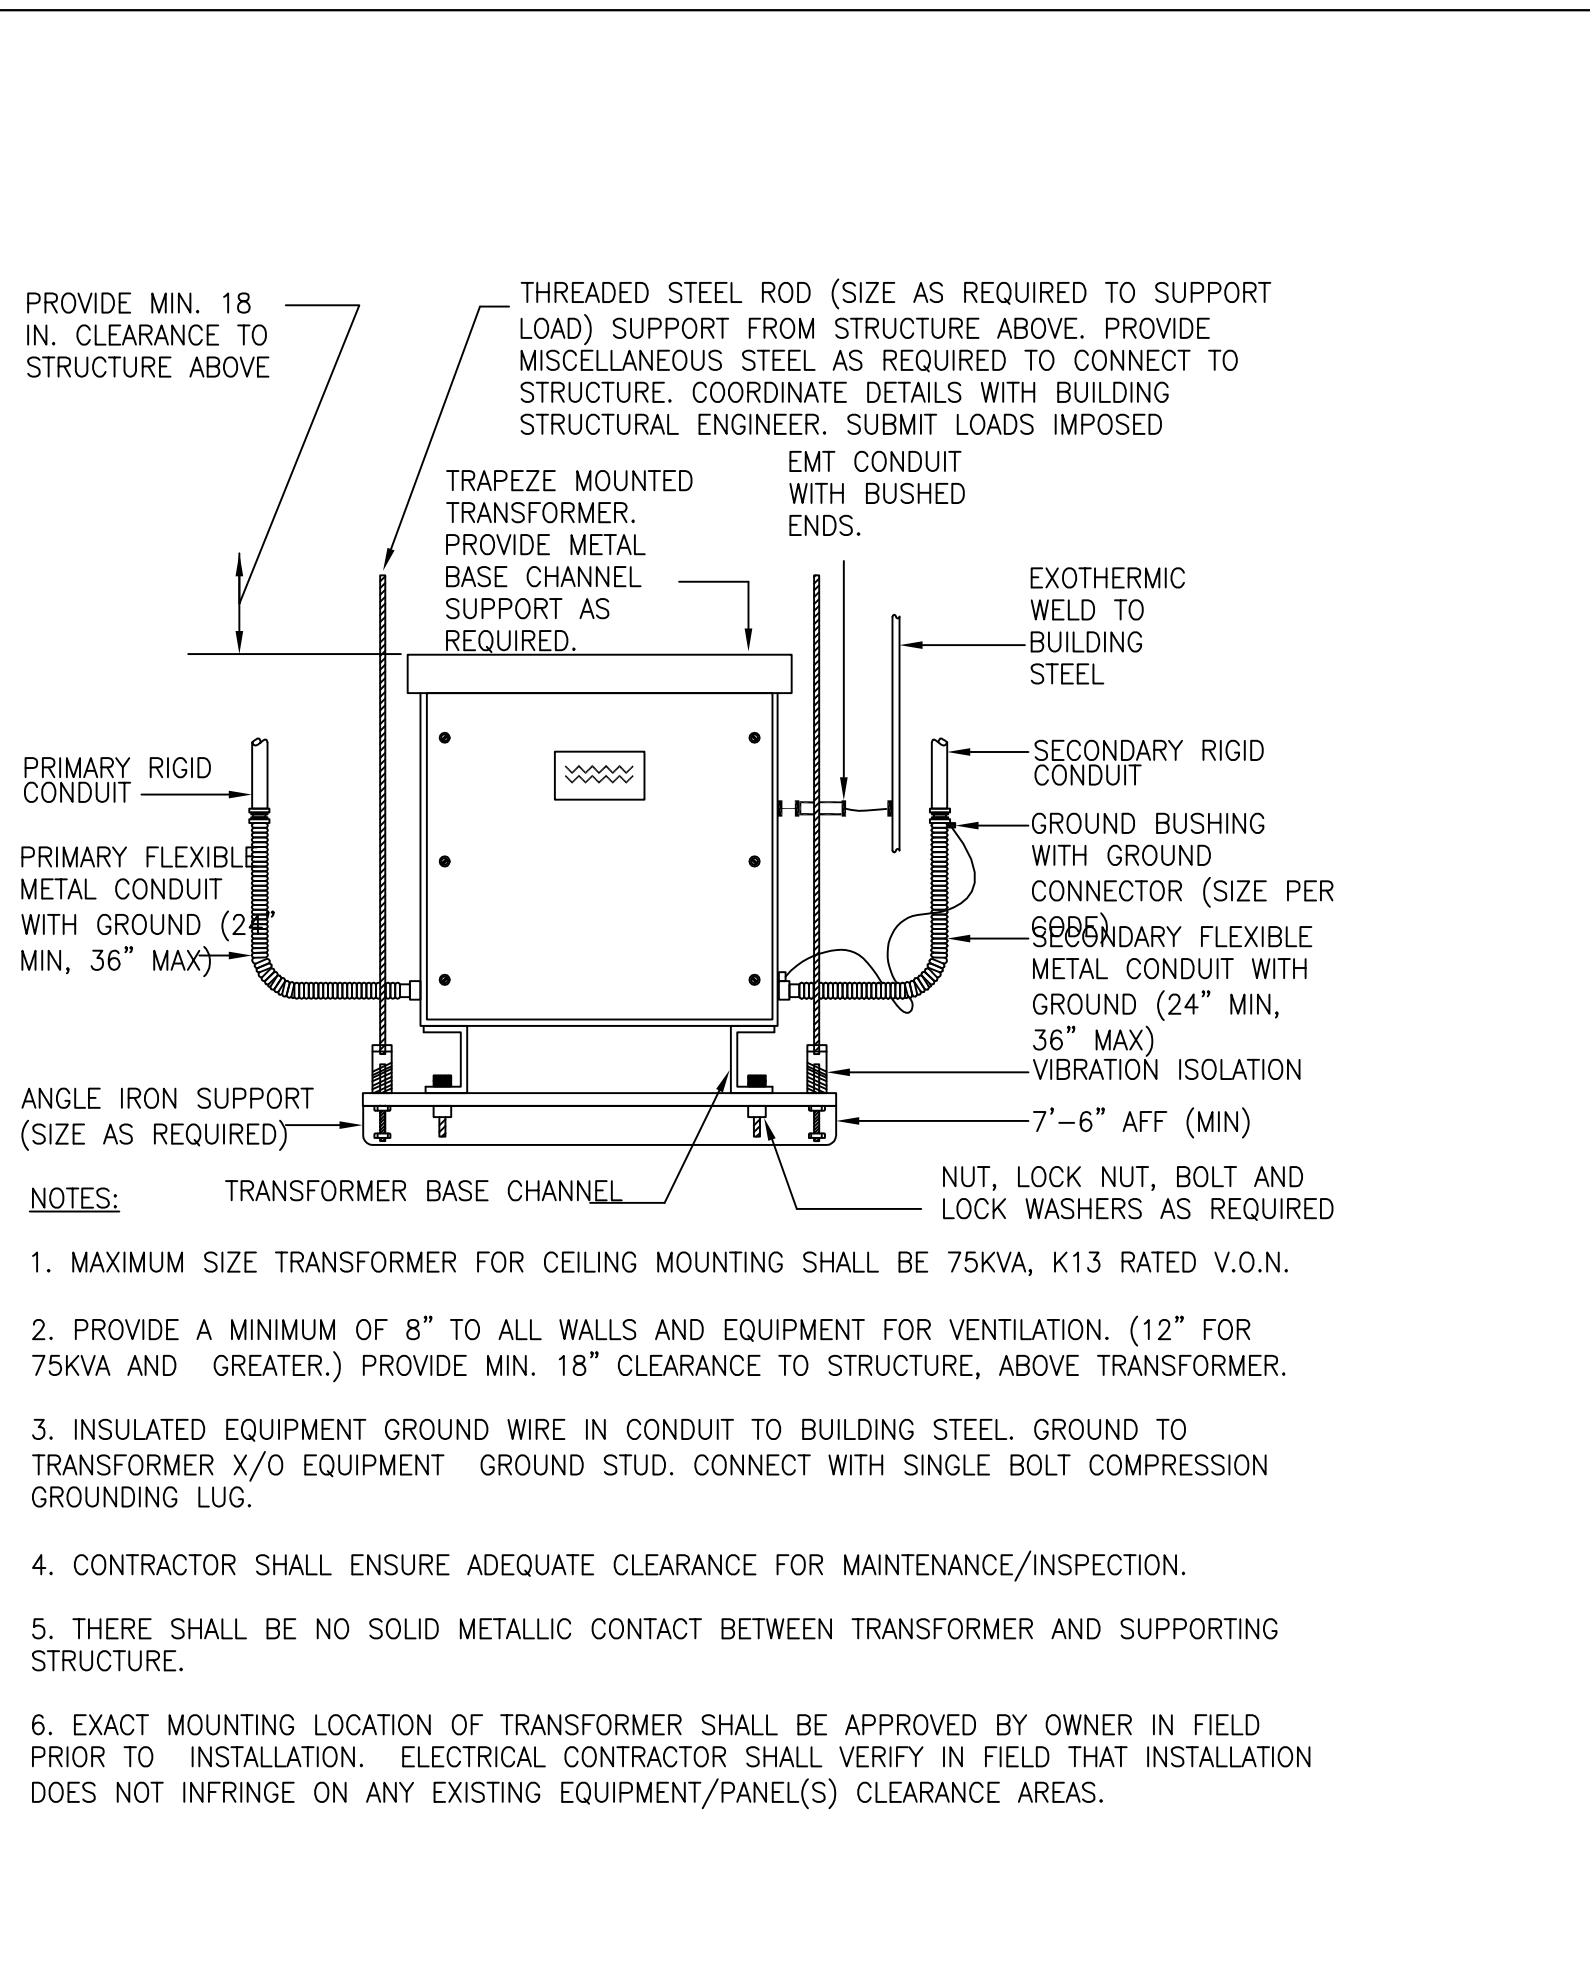 PROVIDE MIN. 18
IN. CLEARANCE TO
STRUCTURE ABOVE
THREADED STEEL ROD (SIZE AS REQUIRED TO SUPPORT
LOAD) SUPPORT FROM STRUCTURE ABOVE. PROVIDE
MISCELLANEOUS STEEL AS REQUIRED TO CONNECT TO
STRUCTURE. COORDINATE DETAILS WITH BUILDING
STRUCTURAL ENGINEER. SUBMIT LOADS IMPOSED
TRAPEZE MOUNTED
TRANSFORMER.
PROVIDE METAL
BASE CHANNEL
SUPPORT AS
REQUIRED.
EMT CONDUIT
WITH BUSHED
ENDS.
EXOTHERMIC
WELD TO
BUILDING
STEEL
PRIMARY RIGID
CONDUIT
PRIMARY FLEXIBLE
METAL CONDUIT
WITH GROUND (24"
MIN, 36" MAX)
SECONDARY RIGID
CONDUIT
GROUND BUSHING
WITH GROUND
CONNECTOR (SIZE PER
CODE)
SECONDARY FLEXIBLE
METAL CONDUIT WITH
GROUND (24" MIN,
36" MAX)
VIBRATION ISOLATION
ANGLE IRON SUPPORT
(SIZE AS REQUIRED)
7'-6" AFF (MIN)
TRANSFORMER BASE CHANNEL
NUT, LOCK NUT, BOLT AND
LOCK WASHERS AS REQUIRED
NOTES:
1. MAXIMUM SIZE TRANSFORMER FOR CEILING MOUNTING SHALL BE 75KVA, K13 RATED V.O.N.
2. PROVIDE A MINIMUM OF 8" TO ALL WALLS AND EQUIPMENT FOR VENTILATION. (12" FOR
75KVA AND GREATER.) PROVIDE MIN. 18" CLEARANCE TO STRUCTURE, ABOVE TRANSFORMER.
3. INSULATED EQUIPMENT GROUND WIRE IN CONDUIT TO BUILDING STEEL. GROUND TO
TRANSFORMER X/O EQUIPMENT GROUND STUD. CONNECT WITH SINGLE BOLT COMPRESSION
GROUNDING LUG.
4. CONTRACTOR SHALL ENSURE ADEQUATE CLEARANCE FOR MAINTENANCE/INSPECTION.
5. THERE SHALL BE NO SOLID METALLIC CONTACT BETWEEN TRANSFORMER AND SUPPORTING
STRUCTURE.
6. EXACT MOUNTING LOCATION OF TRANSFORMER SHALL BE APPROVED BY OWNER IN FIELD
PRIOR TO INSTALLATION. ELECTRICAL CONTRACTOR SHALL VERIFY IN FIELD THAT INSTALLATION
DOES NOT INFRINGE ON ANY EXISTING EQUIPMENT/PANEL(S) CLEARANCE AREAS.